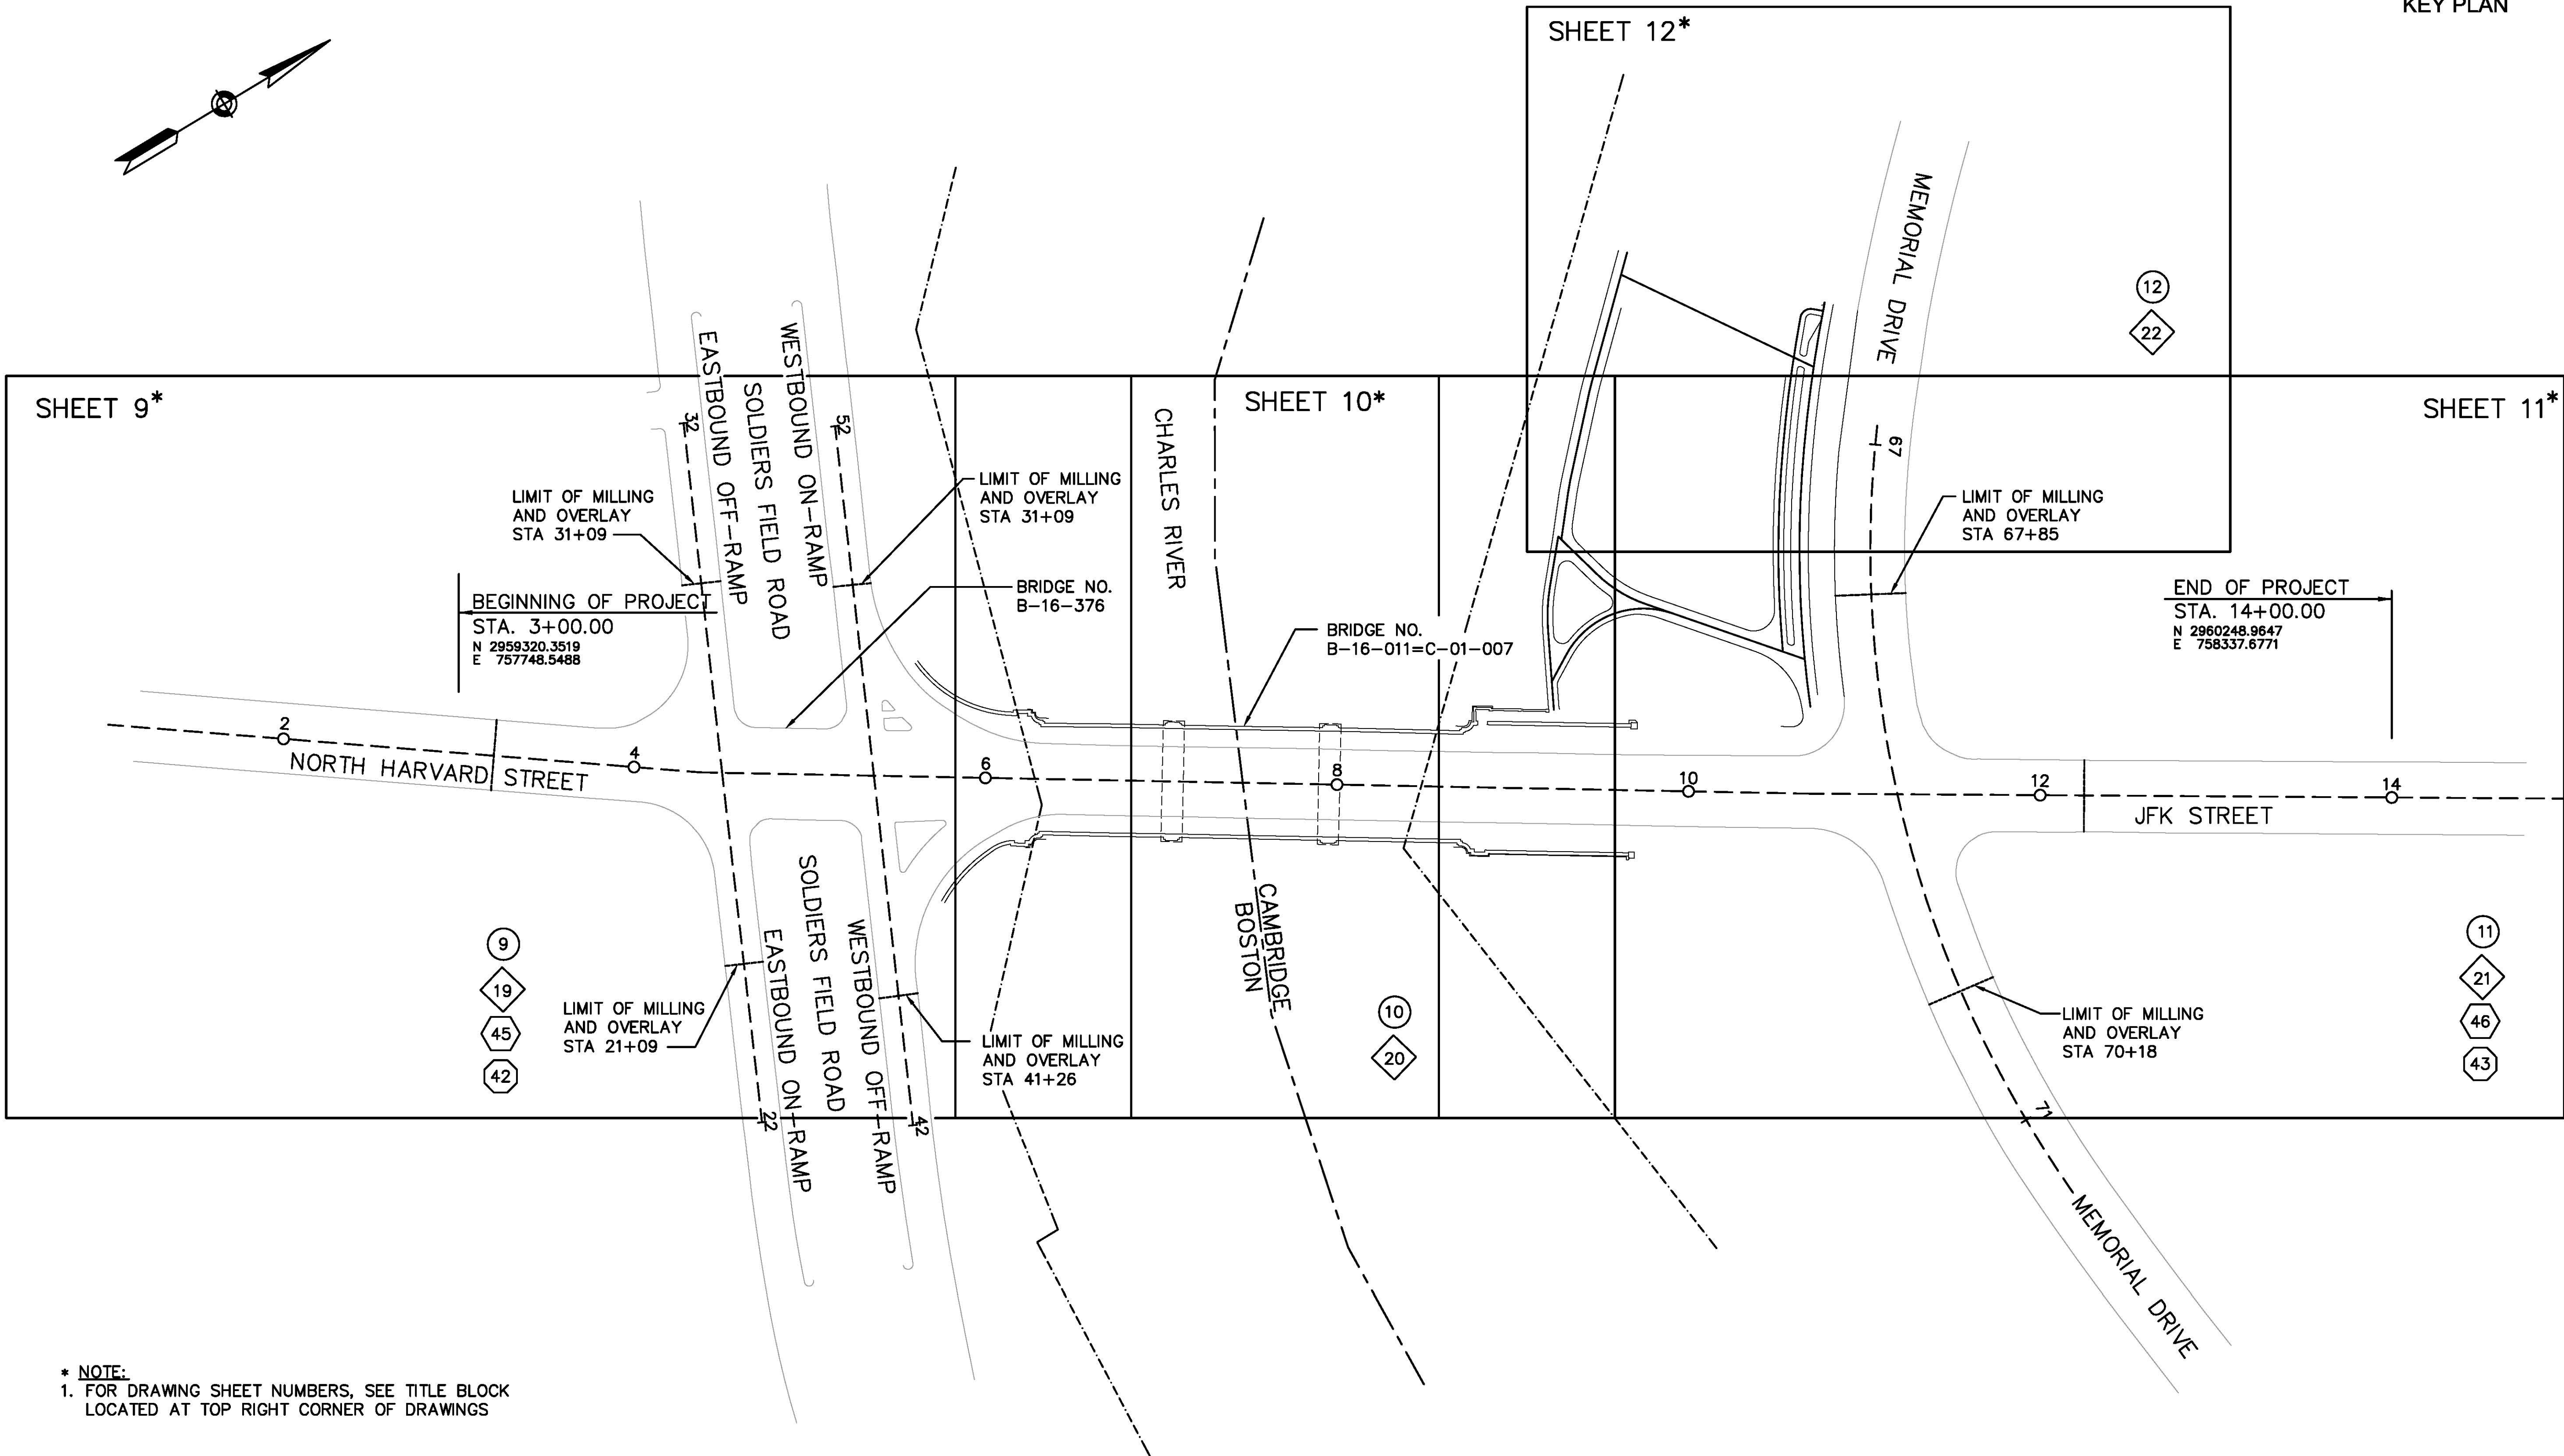 KEY PLAN
SHEET 12*
MEMORIAL DRIVE
12
22
SHEET 9*
SHEET 10*
SHEET 11*
EASTBOUND OFF-RAMP
SOLDIERS FIELD ROAD
WESTBOUND ON-RAMP
32
52
CHARLES RIVER
67
LIMIT OF MILLING
AND OVERLAY
STA 31+09
LIMIT OF MILLING
AND OVERLAY
STA 31+09
LIMIT OF MILLING
AND OVERLAY
STA 67+85
BEGINNING OF PROJECT
STA. 3+00.00
N 2959320.3519
E 757748.5488
BRIDGE NO.
B-16-376
BRIDGE NO.
B-16-011=C-01-007
END OF PROJECT
STA. 14+00.00
N 2960248.9647
E 758337.6771
2
4
6
8
10
12
14
NORTH HARVARD STREET
JFK STREET
SOLDIERS FIELD ROAD
EASTBOUND ON-RAMP
WESTBOUND OFF-RAMP
CAMBRIDGE
BOSTON
9
19
45
42
LIMIT OF MILLING
AND OVERLAY
STA 21+09
LIMIT OF MILLING
AND OVERLAY
STA 41+26
10
20
LIMIT OF MILLING
AND OVERLAY
STA 70+18
11
21
46
43
22
42
71
MEMORIAL DRIVE
* NOTE:
1. FOR DRAWING SHEET NUMBERS, SEE TITLE BLOCK
LOCATED AT TOP RIGHT CORNER OF DRAWINGS